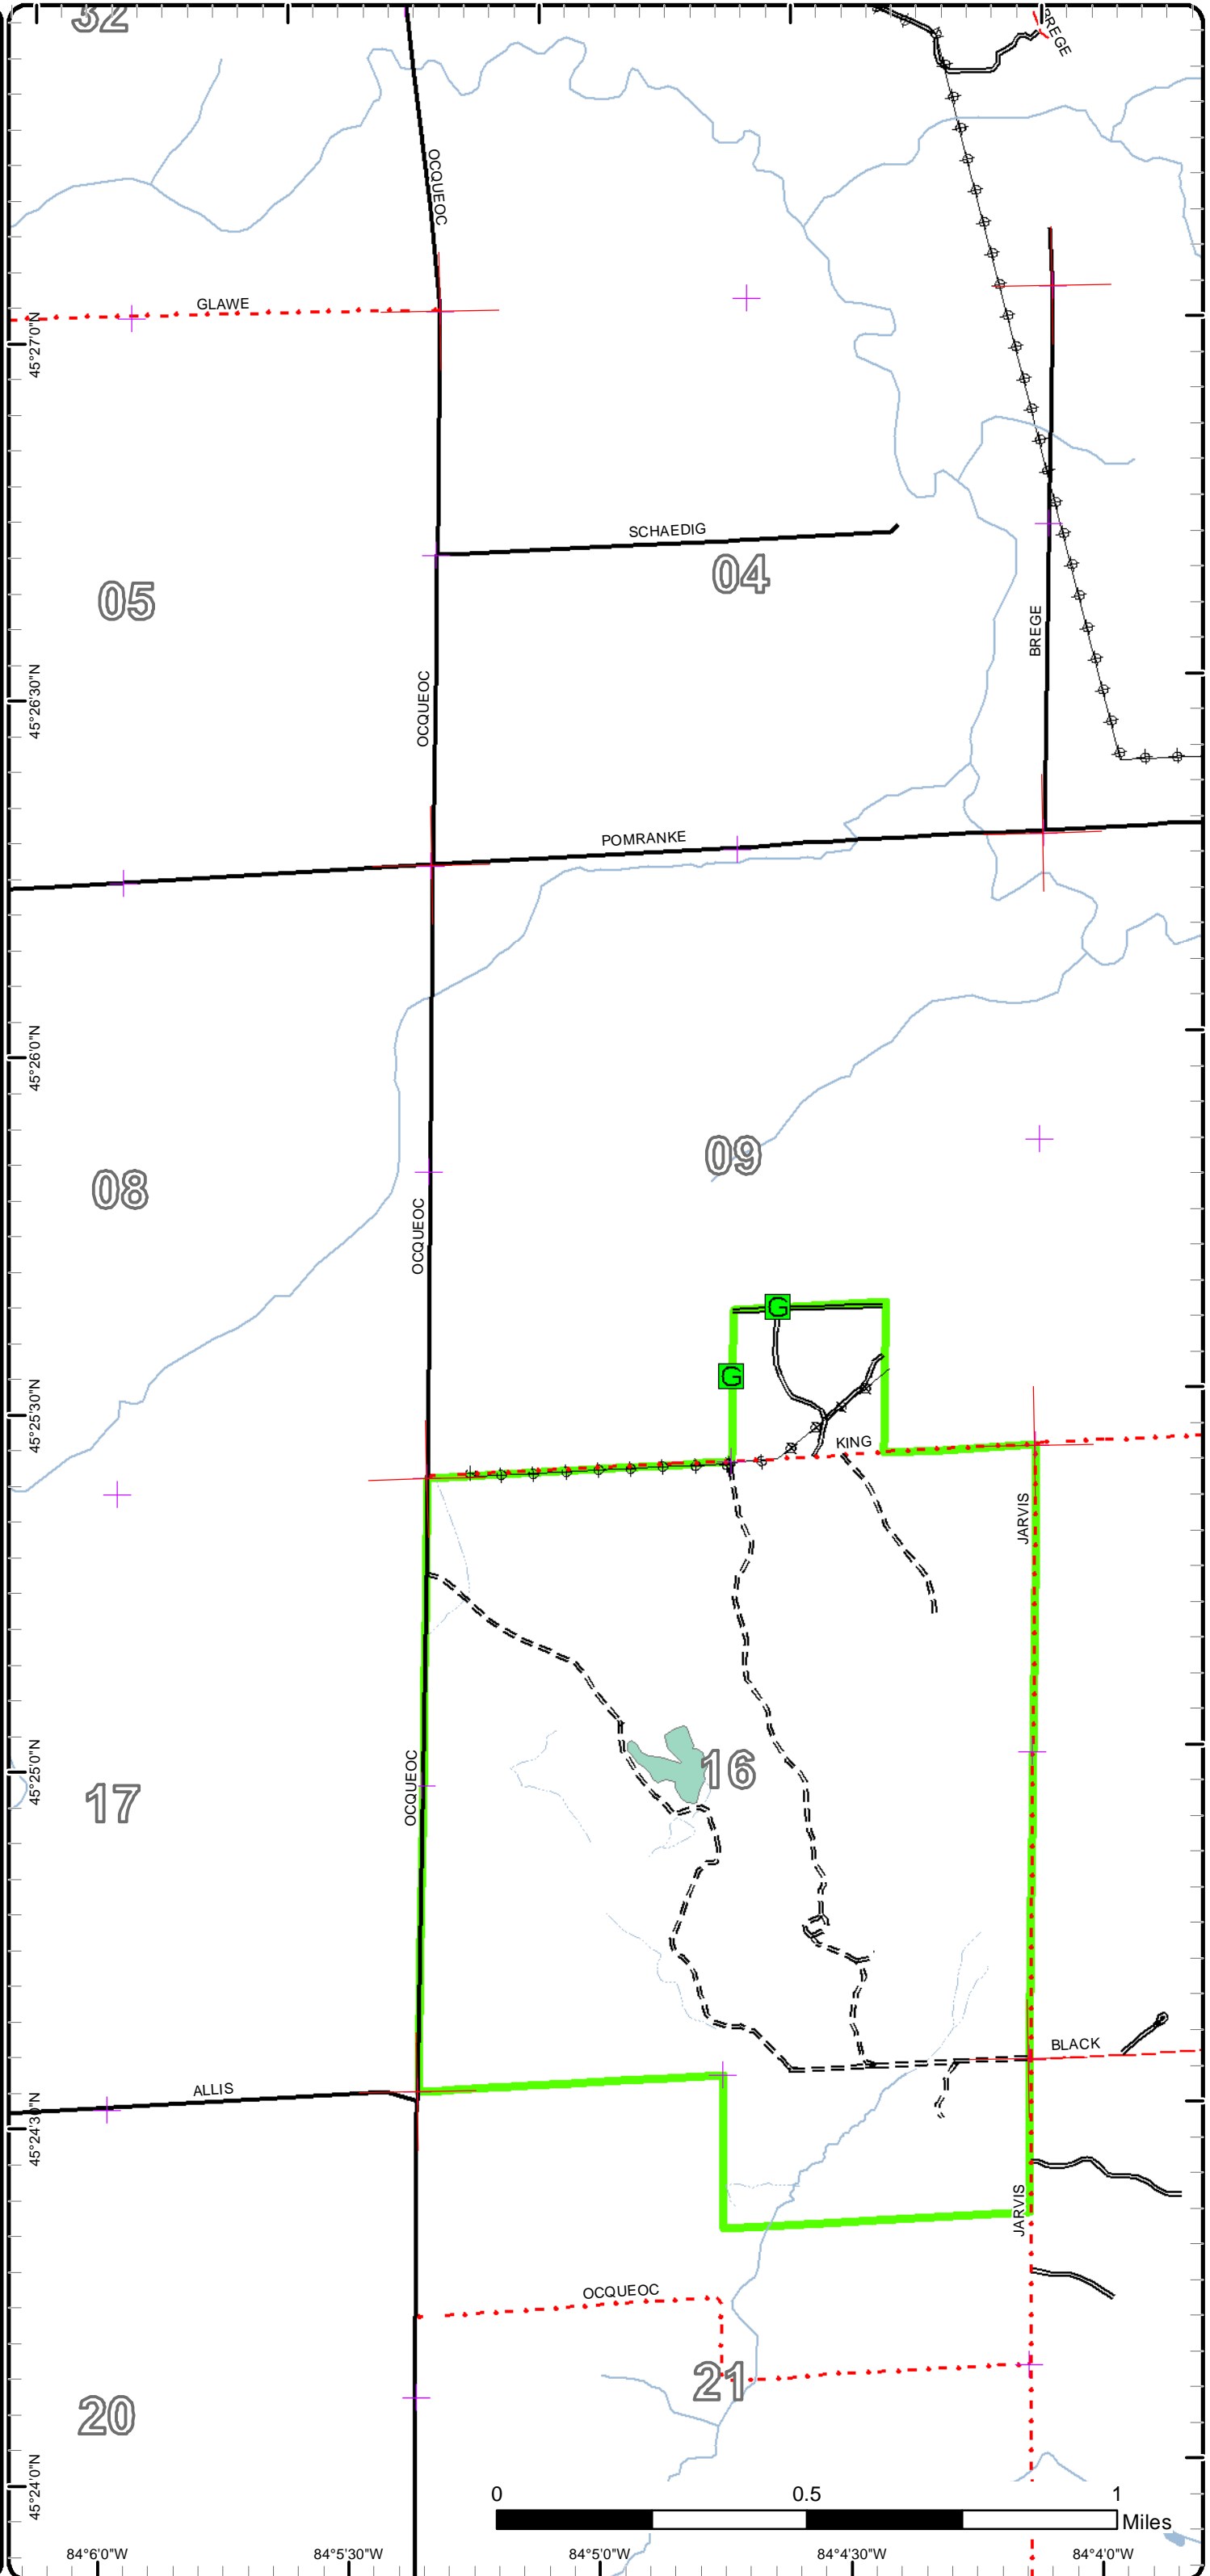 32
BREGE
OCQUEOC
GLAWE
45°27'0"N
SCHAEDIG
04
05
BREGE
OCQUEOC
45°26'30"N
POMRANKE
45°26'0"N
09
08
OCQUEOC
G
G
45°25'30"N
KING
JARVIS
16
45°25'0"N
17
OCQUEOC
BLACK
ALLIS
45°24'30"N
JARVIS
OCQUEOC
21
20
45°24'0"N
0 0.5 1
Miles
84°6'0"W 84°5'30"W 84°5'0"W 84°4'30"W 84°4'0"W